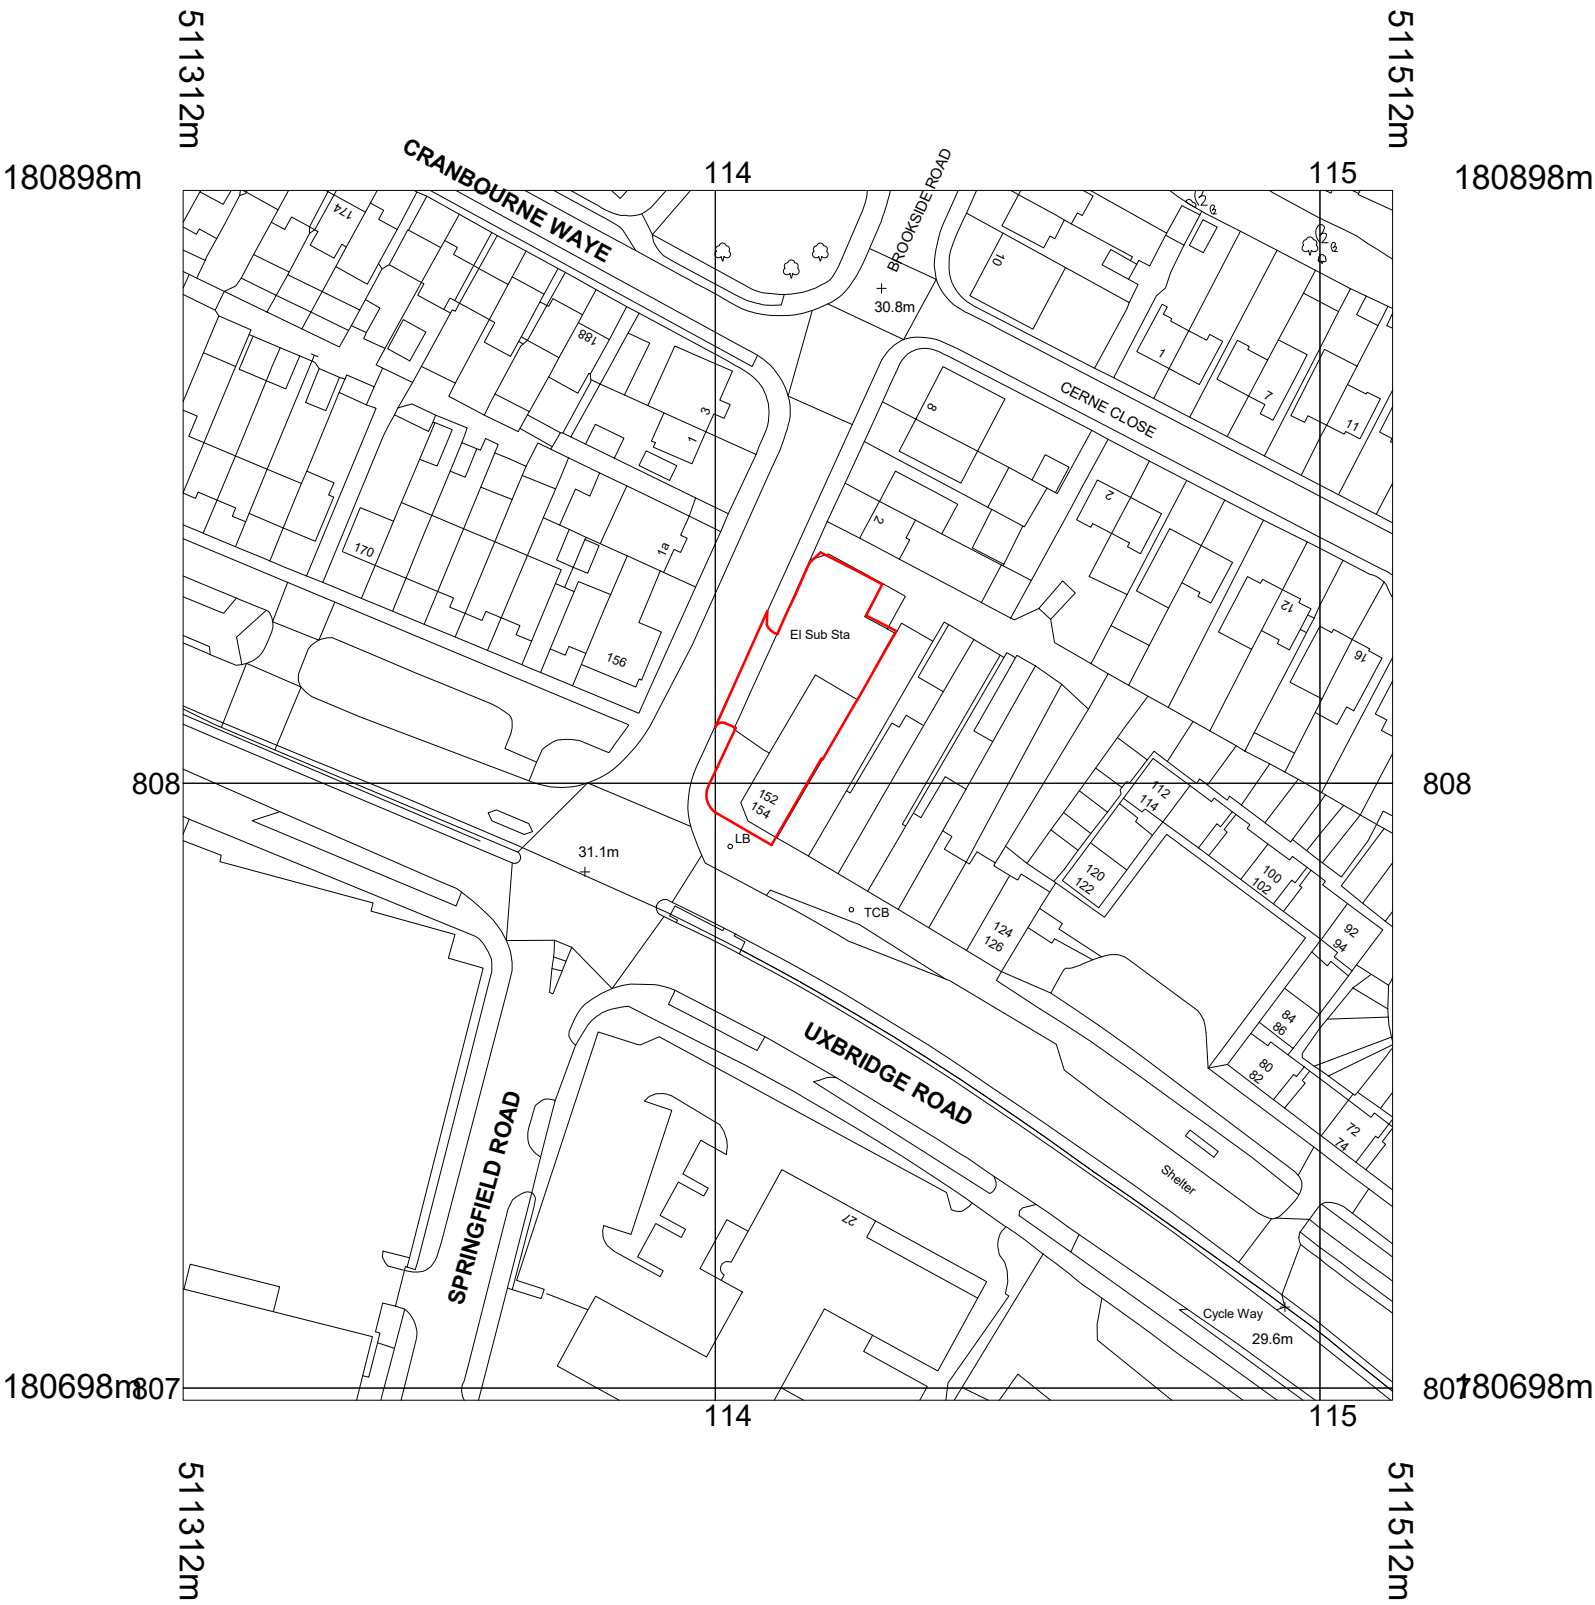 511312m
511512m
180898m
114
115
180898m
CRANBOURNE WAYE
BROOKSIDE ROAD
174
10
30.8m
188
1
CERNE CLOSE
7
3
8
11
1
2
2
170
1a
12
El Sub Sta
156
16
808
808
152
154
112
114
LB
31.1m
120
122
100
102
TCB
124
126
92
94
84
86
UXBRIDGE ROAD
80
82
SPRINGFIELD ROAD
72
74
Shelter
27
Cycle Way
29.6m
180698m
807
807
180698m
114
115
511312m
511512m